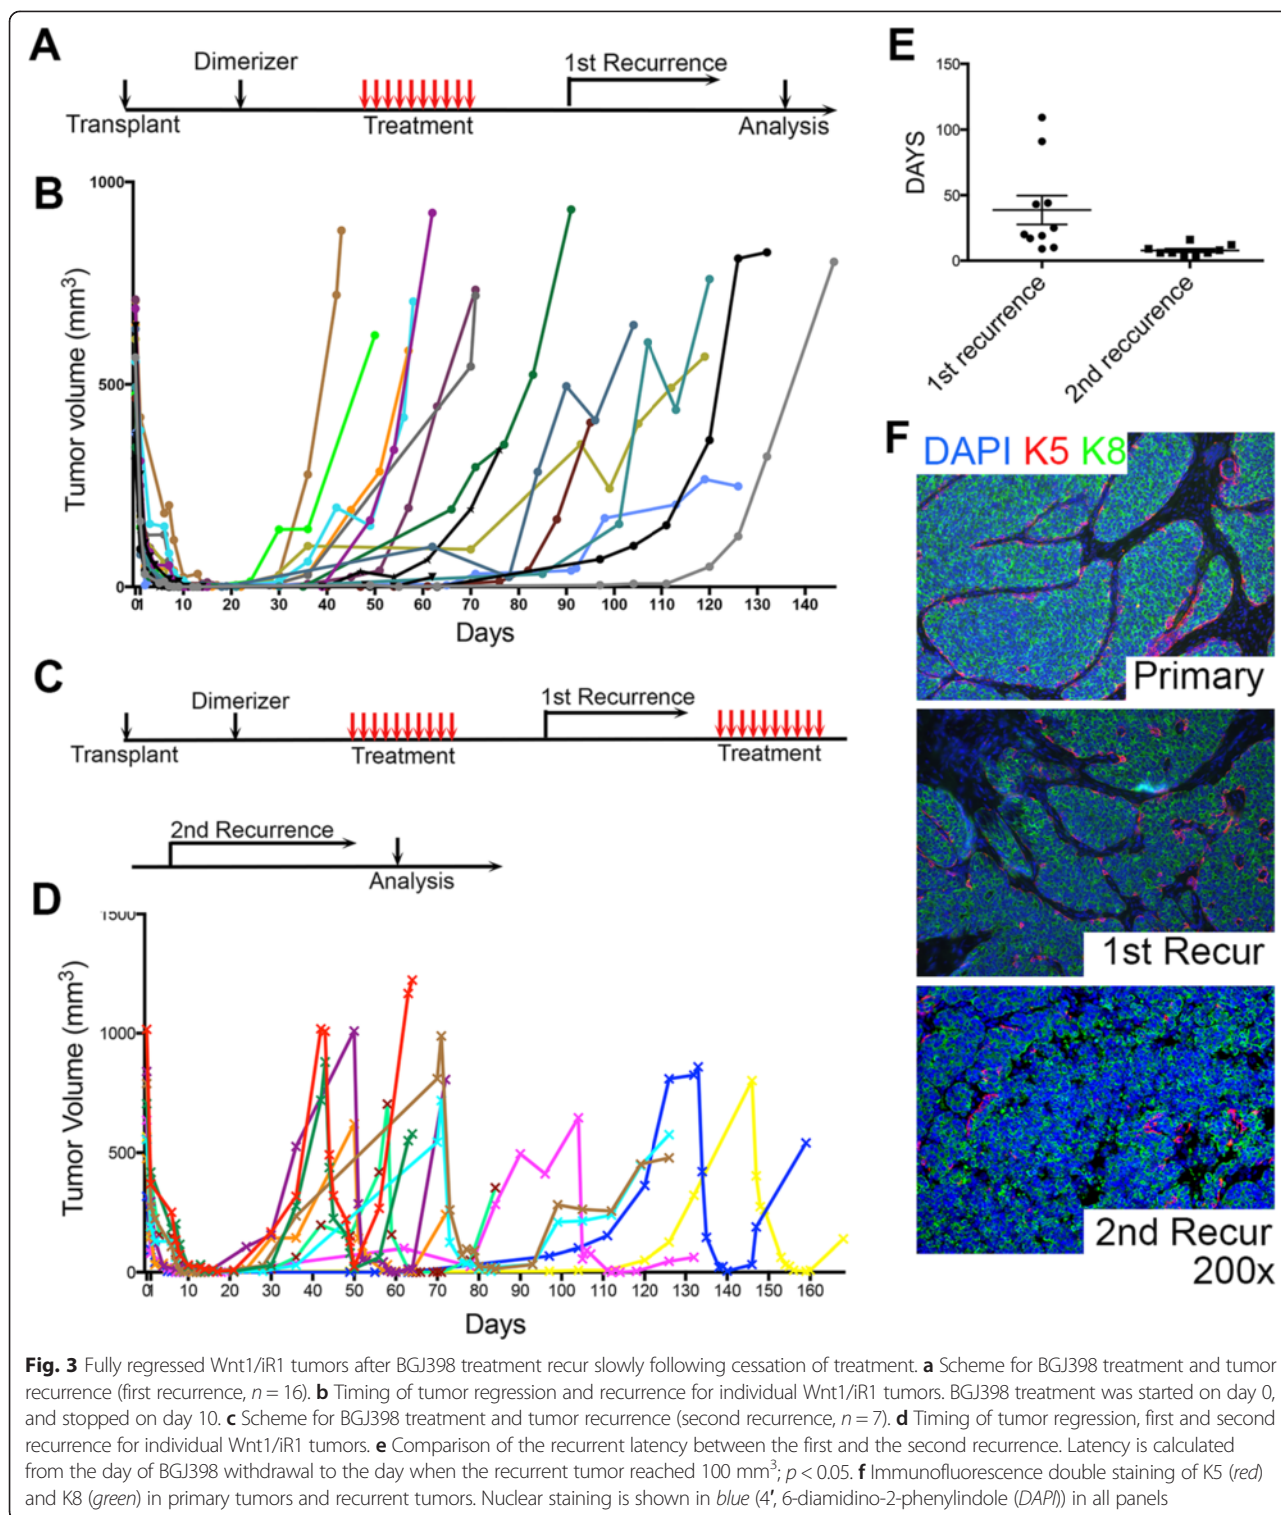 A
Dimerizer
1st Recurrence
Transplant
Treatment
Analysis
B
1000
500
0
Tumor volume (mm3)
0 1 10 20 30 40 50 60 70 80 90 100 110 120 130 140
Days
C
Dimerizer
1st Recurrence
Transplant
Treatment
Treatment
2nd Recurrence
Analysis
D
1500
1000
500
0
Tumor Volume (mm3)
0 10 20 30 40 50 60 70 80 90 100 110 120 130 140 150 160
Days
E
150
100
50
0
DAYS
1st recurrence
2nd reccurence
F
DAPI K5 K8
Primary
1st Recur
2nd Recur
200x
Fig. 3 Fully regressed Wnt1/iR1 tumors after BGJ398 treatment recur slowly following cessation of treatment. a Scheme for BGJ398 treatment and tumor
recurrence (first recurrence, n = 16). b Timing of tumor regression and recurrence for individual Wnt1/iR1 tumors. BGJ398 treatment was started on day 0,
and stopped on day 10. c Scheme for BGJ398 treatment and tumor recurrence (second recurrence, n = 7). d Timing of tumor regression, first and second
recurrence for individual Wnt1/iR1 tumors. e Comparison of the recurrent latency between the first and the second recurrence. Latency is calculated
from the day of BGJ398 withdrawal to the day when the recurrent tumor reached 100 mm3; p < 0.05. f Immunofluorescence double staining of K5 (red)
and K8 (green) in primary tumors and recurrent tumors. Nuclear staining is shown in blue (4′, 6-diamidino-2-phenylindole (DAPI)) in all panels